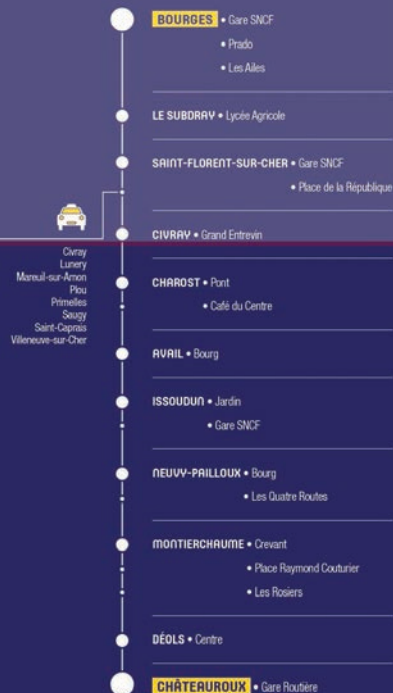 BOURGES • Gare SNCF
• Prado
• Les Ailes
LE SUBDRAY • Lycée Agricole
SAINT-FLORENT-SUR-CHER • Gare SNCF
• Place de la République
CIVRAY • Grand Entrevin
Civray
Lunery
Mareuil-sur-Arnon
Plou
Primelles
Saugy
Saint-Caprais
Villeneuve-sur-Cher
CHAROST • Pont
• Café du Centre
AVAIL • Bourg
ISSOUDUN • Jardin
• Gare SNCF
NEUVY-PAILLOUX • Bourg
• Les Quatre Routes
MONTIERCHAUME • Crevant
• Place Raymond Couturier
• Les Rosiers
DÉOLS • Centre
CHÂTEAUROUX • Gare Routière